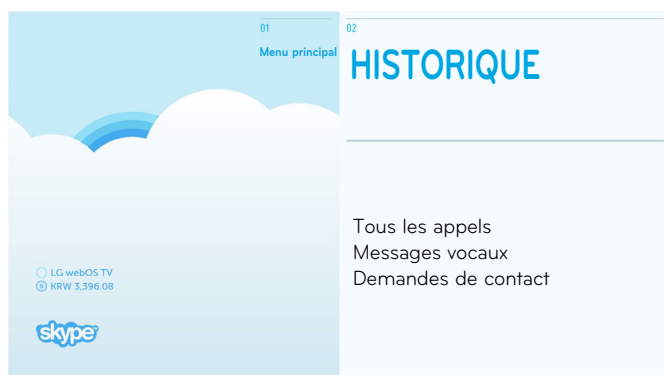 01
Menu principal
02
HISTORIQUE
Tous les appels
Messages vocaux
Demandes de contact
LG webOS TV
KRW 3,396.08
skype